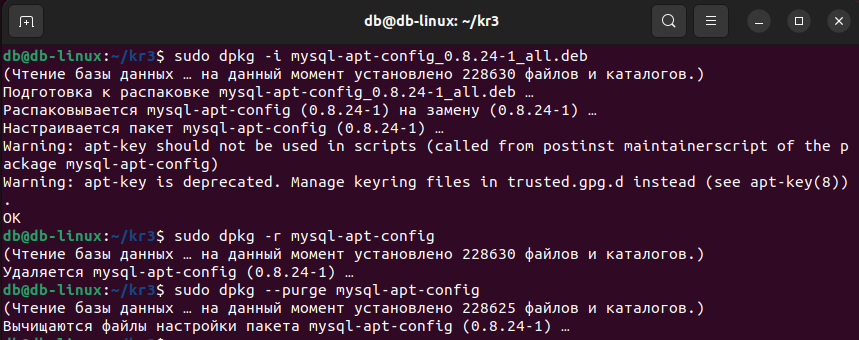 db@db-linux: ~/kr3
db@db-linux:~/kr3$ sudo dpkg -i mysql-apt-config_0.8.24-1_all.deb
(Чтение базы данных … на данный момент установлено 228630 файлов и каталогов.)
Подготовка к распаковке mysql-apt-config_0.8.24-1_all.deb …
Распаковывается mysql-apt-config (0.8.24-1) на замену (0.8.24-1) …
Настраивается пакет mysql-apt-config (0.8.24-1) …
Warning: apt-key should not be used in scripts (called from postinst maintainerscript of the p
ackage mysql-apt-config)
Warning: apt-key is deprecated. Manage keyring files in trusted.gpg.d instead (see apt-key(8))
.
OK
db@db-linux:~/kr3$ sudo dpkg -r mysql-apt-config
(Чтение базы данных … на данный момент установлено 228630 файлов и каталогов.)
Удаляется mysql-apt-config (0.8.24-1) …
db@db-linux:~/kr3$ sudo dpkg --purge mysql-apt-config
(Чтение базы данных … на данный момент установлено 228625 файлов и каталогов.)
Вычищаются файлы настройки пакета mysql-apt-config (0.8.24-1) …